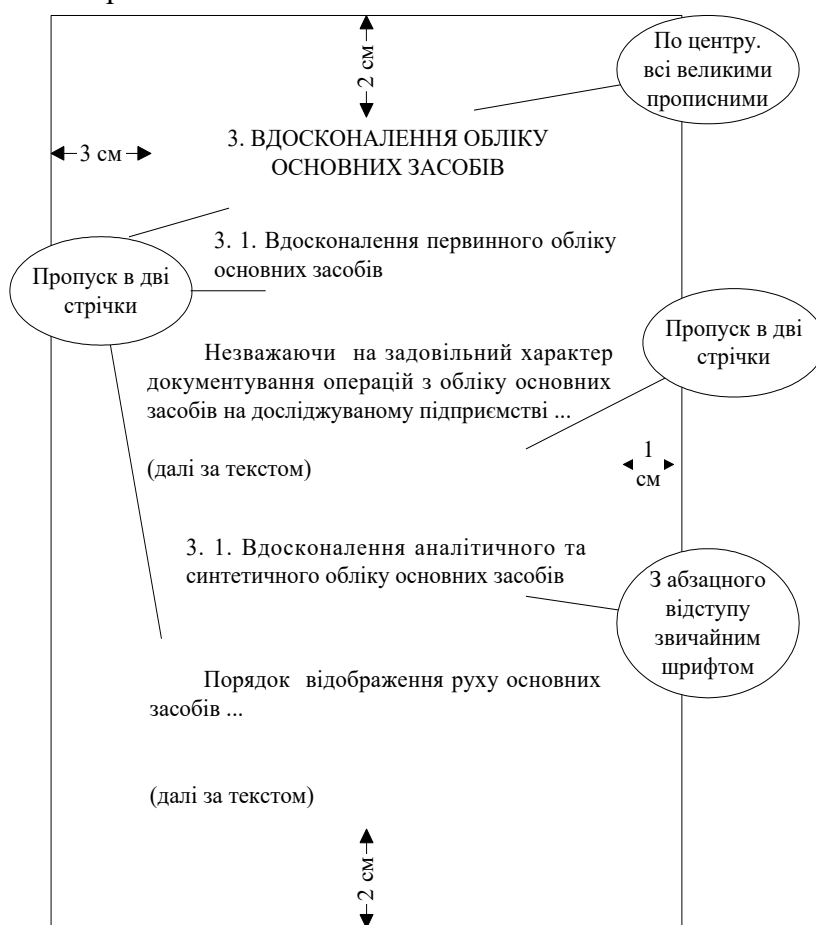 По центру.
всі великими
прописними
2 см
3 см
3. ВДОСКОНАЛЕННЯ ОБЛІКУ
ОСНОВНИХ ЗАСОБІВ
3. 1. Вдосконалення первинного обліку
основних засобів
Пропуск в дві
стрічки
Пропуск в дві
стрічки
Незважаючи на задовільний характер
документування операцій з обліку основних
засобів на досліджуваному підприємстві ...
1
см
(далі за текстом)
3. 1. Вдосконалення аналітичного та
синтетичного обліку основних засобів
З абзацного
відступу
звичайним
шрифтом
Порядок відображення руху основних
засобів ...
(далі за текстом)
2 см